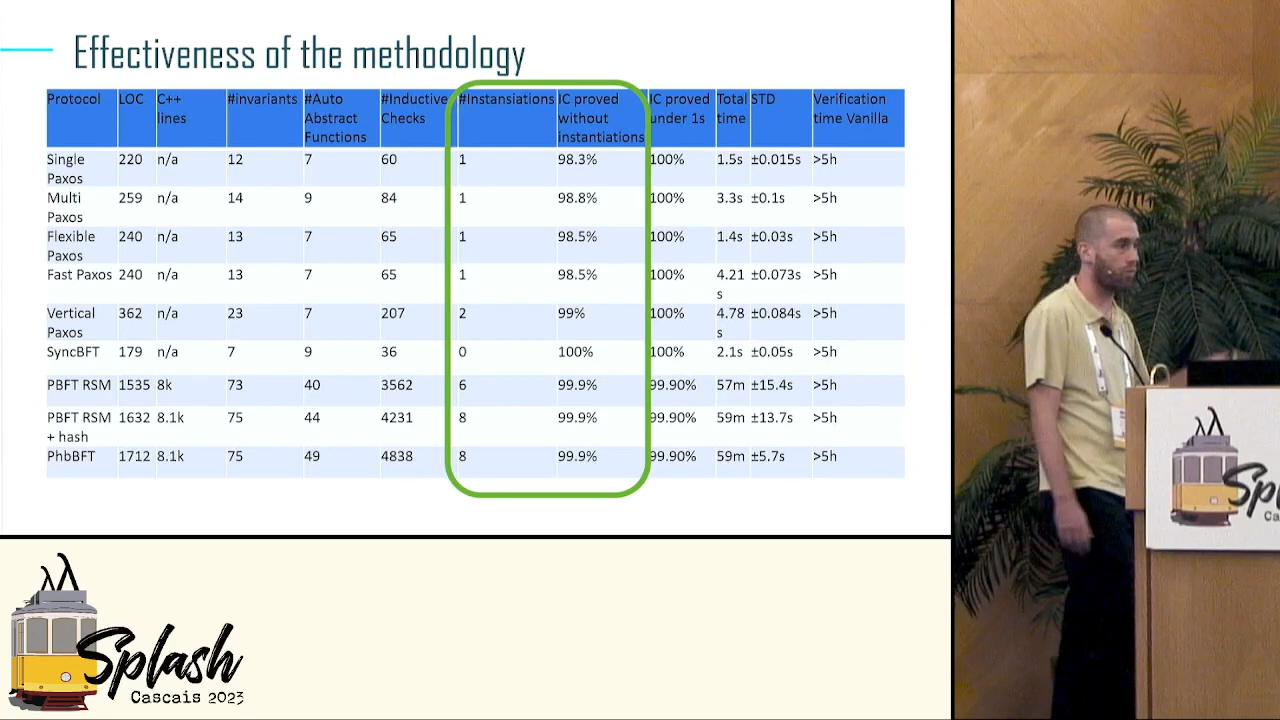 Effectiveness of the methodology
Protocol LOC C++ lines #invariants #Auto Abstract Functions #Inductive Checks #Instansiations IC proved without instantiations IC proved under 1s Total time STD Verification time Vanilla
Single Paxos 220 n/a 12 7 60 1 98.3% 100% 1.5s ±0.015s >5h
Multi Paxos 259 n/a 14 9 84 1 98.8% 100% 3.3s ±0.1s >5h
Flexible Paxos 240 n/a 13 7 65 1 98.5% 100% 1.4s ±0.03s >5h
Fast Paxos 240 n/a 13 7 65 1 98.5% 100% 4.21s ±0.073s >5h
Vertical Paxos 362 n/a 23 7 207 2 99% 100% 4.78s ±0.084s >5h
SyncBFT 179 n/a 7 9 36 0 100% 100% 2.1s ±0.05s >5h
PBFT RSM 1535 8k 73 40 3562 6 99.9% 99.90% 57m ±15.4s >5h
PBFT RSM + hash 1632 8.1k 75 44 4231 8 99.9% 99.90% 59m ±13.7s >5h
PhbBFT 1712 8.1k 75 49 4838 8 99.9% 99.90% 59m ±5.7s >5h
Splash
Cascais 2023